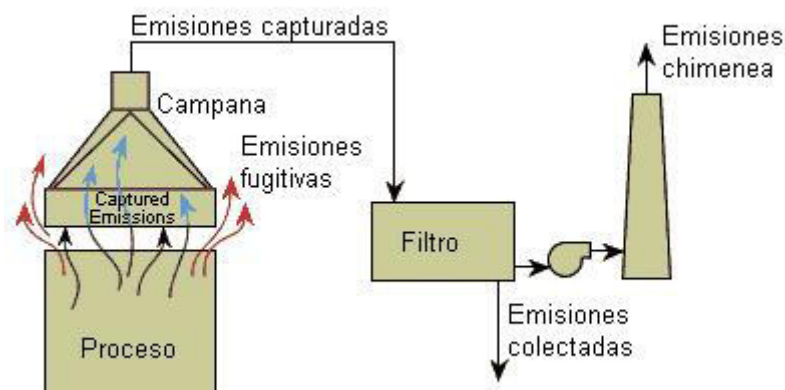 Emisiones capturadas
Emisiones
chimenea
Campana
Emisiones
fugitivas
Captured
Emissions
Filtro
Proceso
Emisiones
colectadas